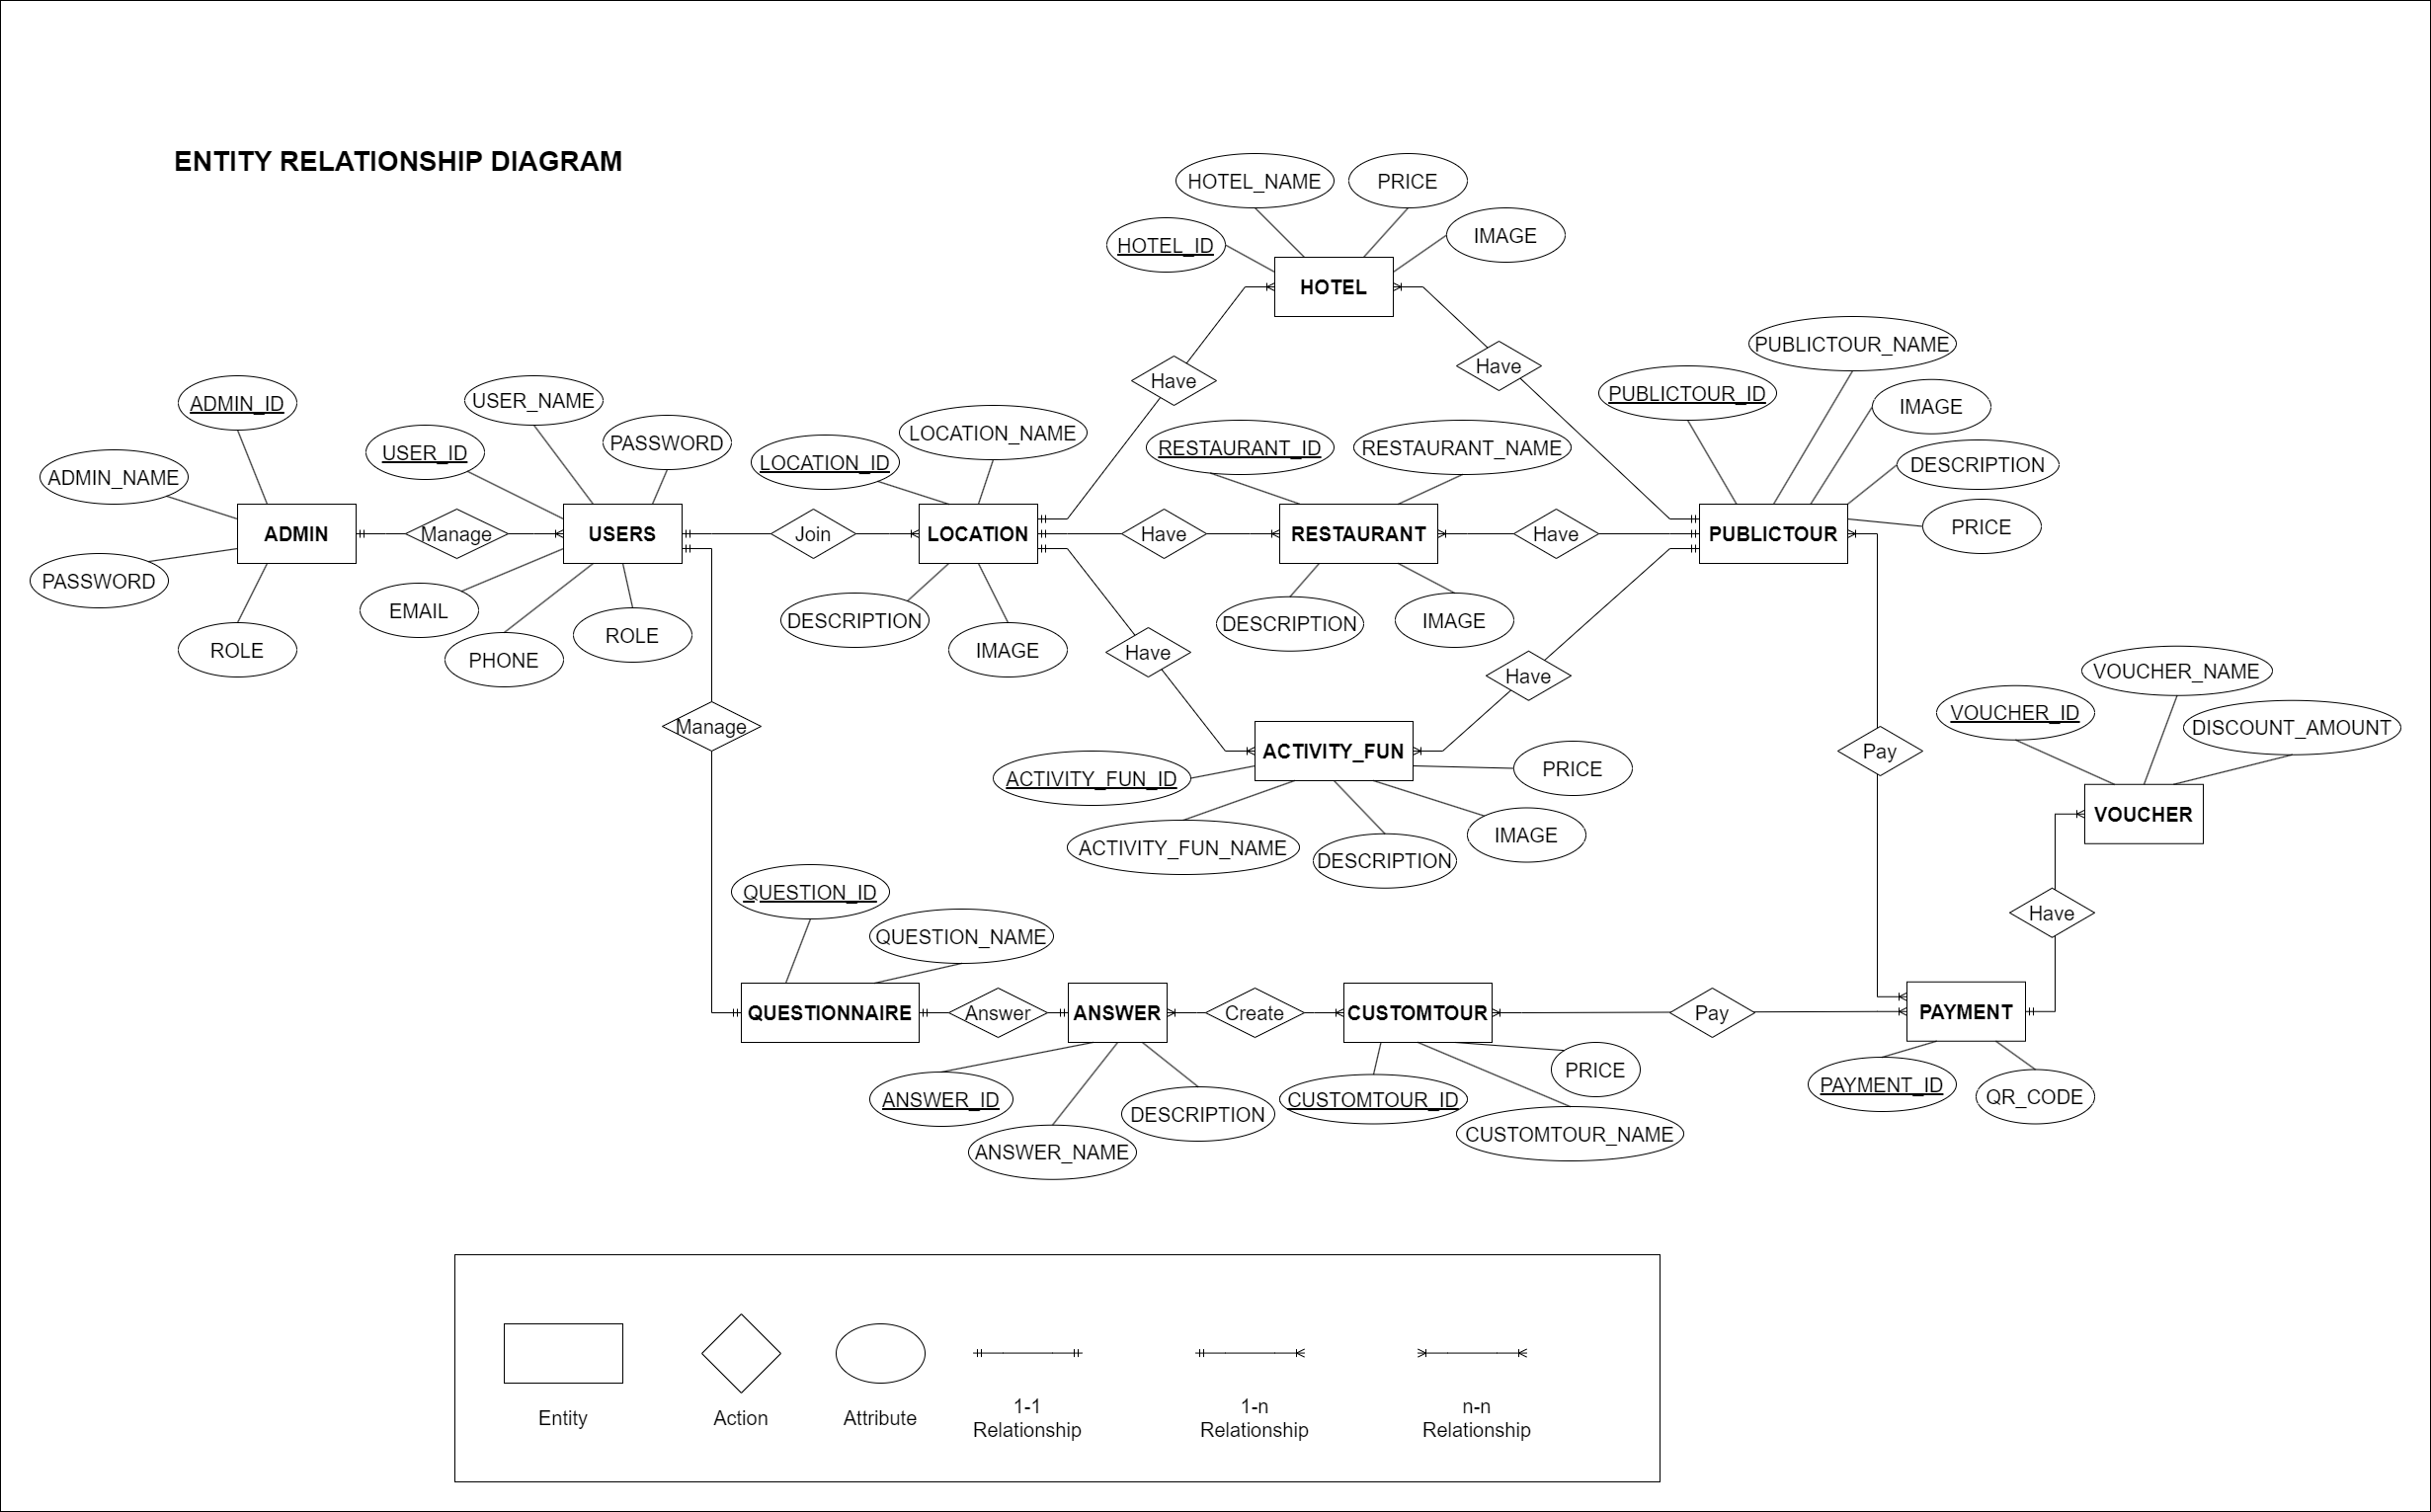 ENTITY RELATIONSHIP DIAGRAM
HOTEL_NAME
PRICE
HOTEL_ID
IMAGE
HOTEL
Have
Have
PUBLICTOUR_NAME
PUBLICTOUR_ID
IMAGE
DESCRIPTION
PRICE
PUBLICTOUR
ADMIN_ID
ADMIN_NAME
ADMIN
PASSWORD
ROLE
Manage
USER_NAME
USER_ID
PASSWORD
USERS
EMAIL
PHONE
ROLE
Join
LOCATION_NAME
LOCATION_ID
LOCATION
DESCRIPTION
IMAGE
Have
RESTAURANT_ID
RESTAURANT_NAME
RESTAURANT
DESCRIPTION
IMAGE
Have
Have
Have
Manage
ACTIVITY_FUN
ACTIVITY_FUN_ID
PRICE
ACTIVITY_FUN_NAME
DESCRIPTION
IMAGE
Pay
VOUCHER_NAME
VOUCHER_ID
DISCOUNT_AMOUNT
VOUCHER
Have
QUESTION_ID
QUESTION_NAME
QUESTIONNAIRE
Answer
ANSWER
ANSWER_ID
ANSWER_NAME
DESCRIPTION
Create
CUSTOMTOUR
PRICE
CUSTOMTOUR_ID
CUSTOMTOUR_NAME
Pay
PAYMENT
PAYMENT_ID
QR_CODE
Entity
Action
Attribute
1-1
Relationship
1-n
Relationship
n-n
Relationship